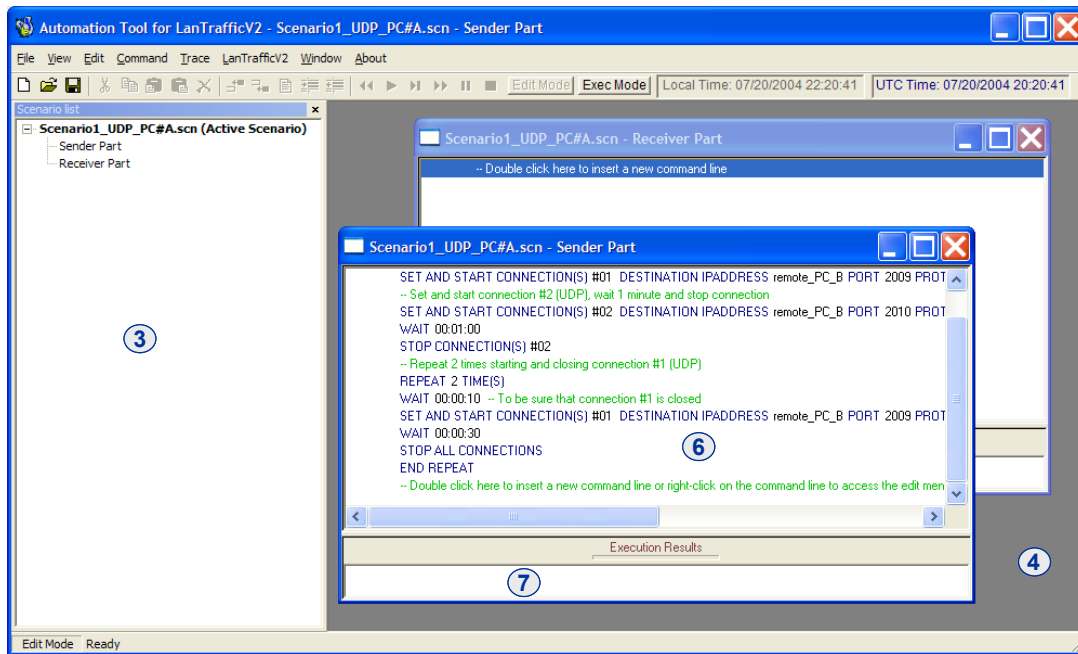 Automation Tool for LanTrafficV2 - Scenario1_UDP_PC#A.scn - Sender Part
File View Edit Command Trace LanTrafficV2 Window About
Edit Mode Exec Mode Local Time: 07/20/2004 22:20:41 UTC Time: 07/20/2004 20:20:41
Scenario list
Scenario1_UDP_PC#A.scn (Active Scenario)
Sender Part
Receiver Part
3
Scenario1_UDP_PC#A.scn - Receiver Part
-- Double click here to insert a new command line
Scenario1_UDP_PC#A.scn - Sender Part
SET AND START CONNECTION(S) #01 DESTINATION IPADDRESS remote_PC_B PORT 2009 PROT
-- Set and start connection #2 (UDP), wait 1 minute and stop connection
SET AND START CONNECTION(S) #02 DESTINATION IPADDRESS remote_PC_B PORT 2010 PROT
WAIT 00:01:00
STOP CONNECTION(S) #02
-- Repeat 2 times starting and closing connection #1 (UDP)
REPEAT 2 TIME(S)
WAIT 00:00:10 -- To be sure that connection #1 is closed
SET AND START CONNECTION(S) #01 DESTINATION IPADDRESS remote_PC_B PORT 2009 PROT
WAIT 00:00:30
STOP ALL CONNECTIONS
END REPEAT
-- Double click here to insert a new command line or right-click on the command line to access the edit men
6
Execution Results
7
4
Edit Mode Ready